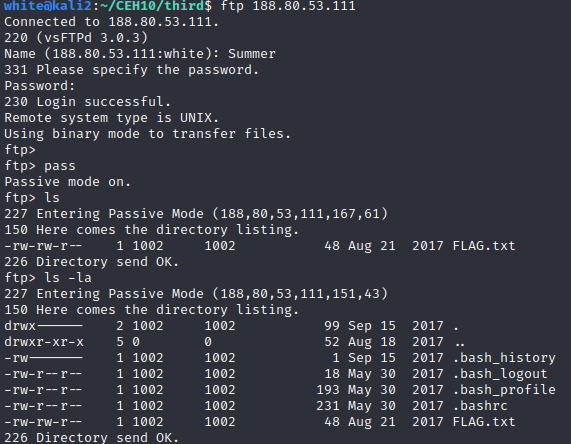 white@kali2:~/CEH10/third$ ftp 188.80.53.111
Connected to 188.80.53.111
220 (vsFTPd 3.0.3)
Name (188.80.53.111:white): Summer
331 Please specify the password.
Password:
230 Login successful.
Remote system type is UNIX.
Using binary mode to transfer files.
ftp>
ftp> pass
Passive mode on.
ftp> ls
227 Entering Passive Mode (188,80,53,111,167,61)
150 Here comes the directory listing.
-rw-rw-r-- 1 1002 1002 48 Aug 21 2017 FLAG.txt
226 Directory send OK.
ftp> ls -la
227 Entering Passive Mode (188,80,53,111,151,43)
150 Here comes the directory listing.
drwx------ 2 1002 1002 99 Sep 15 2017 .
drwxr-xr-x 5 0 0 52 Aug 18 2017 ..
-rw------- 1 1002 1002 1 Sep 15 2017 .bash_history
-rw-r--r-- 1 1002 1002 18 May 30 2017 .bash_logout
-rw-r--r-- 1 1002 1002 193 May 30 2017 .bash_profile
-rw-r--r-- 1 1002 1002 231 May 30 2017 .bashrc
-rw-rw-r-- 1 1002 1002 48 Aug 21 2017 FLAG.txt
226 Directory send OK.